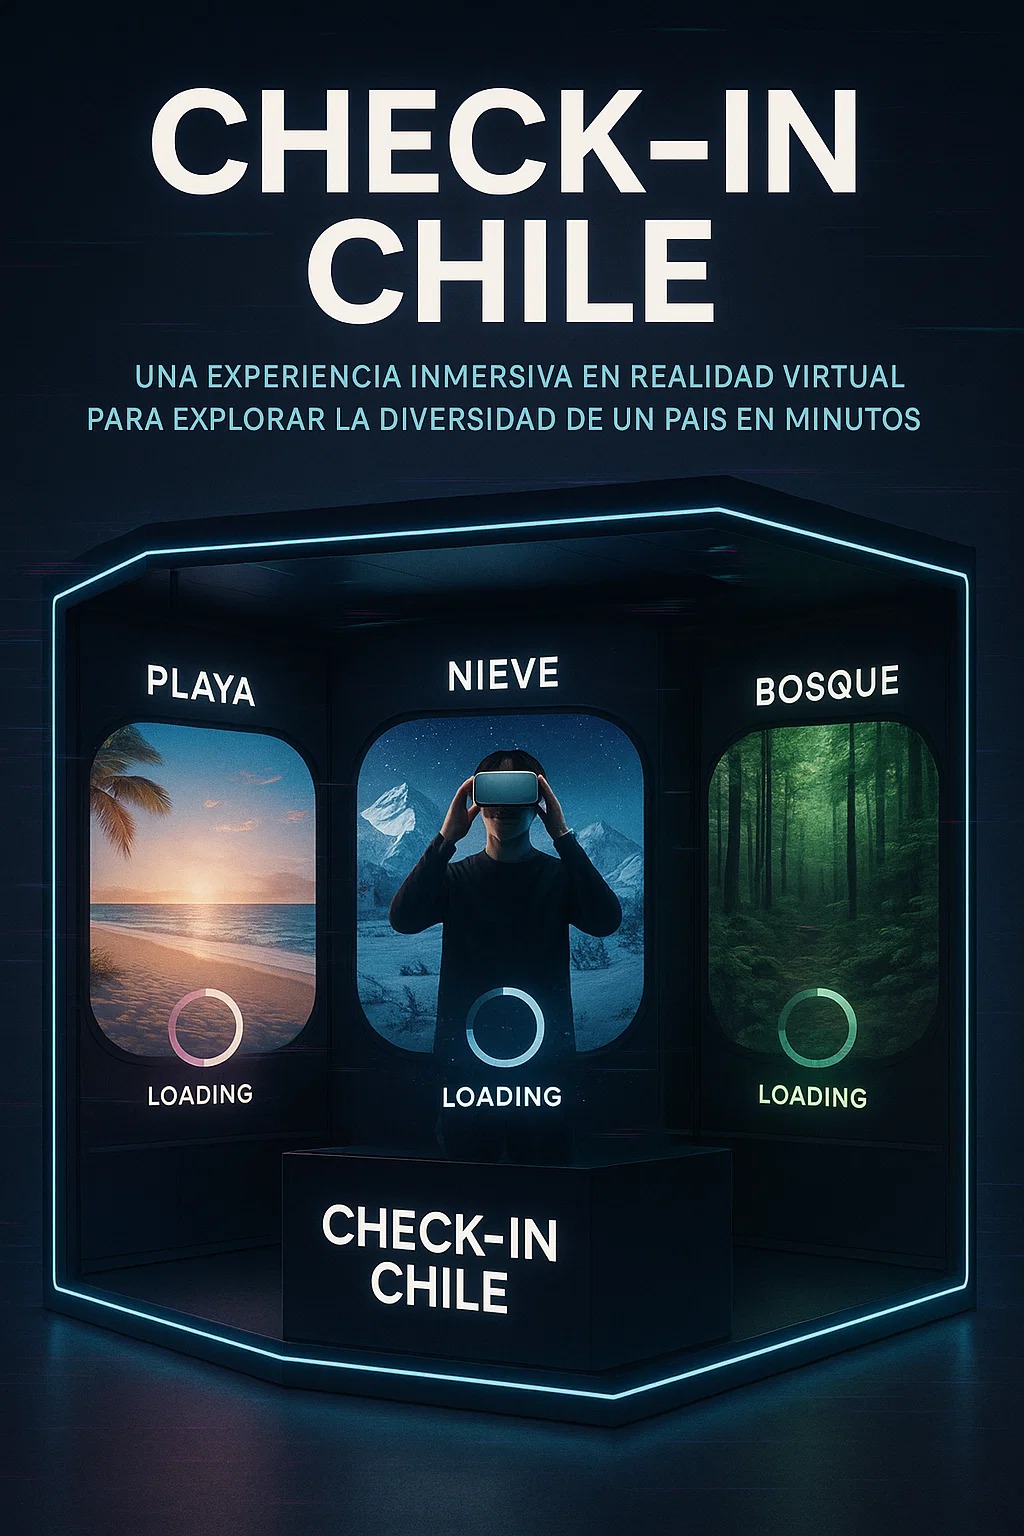 CHECK-IN
CHILE
UNA EXPERIENCIA INMERSIVA EN REALIDAD VIRTUAL
PARA EXPLORAR LA DIVERSIDAD DE UN PAIS EN MINUTOS
PLAYA
NIEVE
BOSQUE
LOADING
LOADING
LOADING
CHECK-IN
CHILE